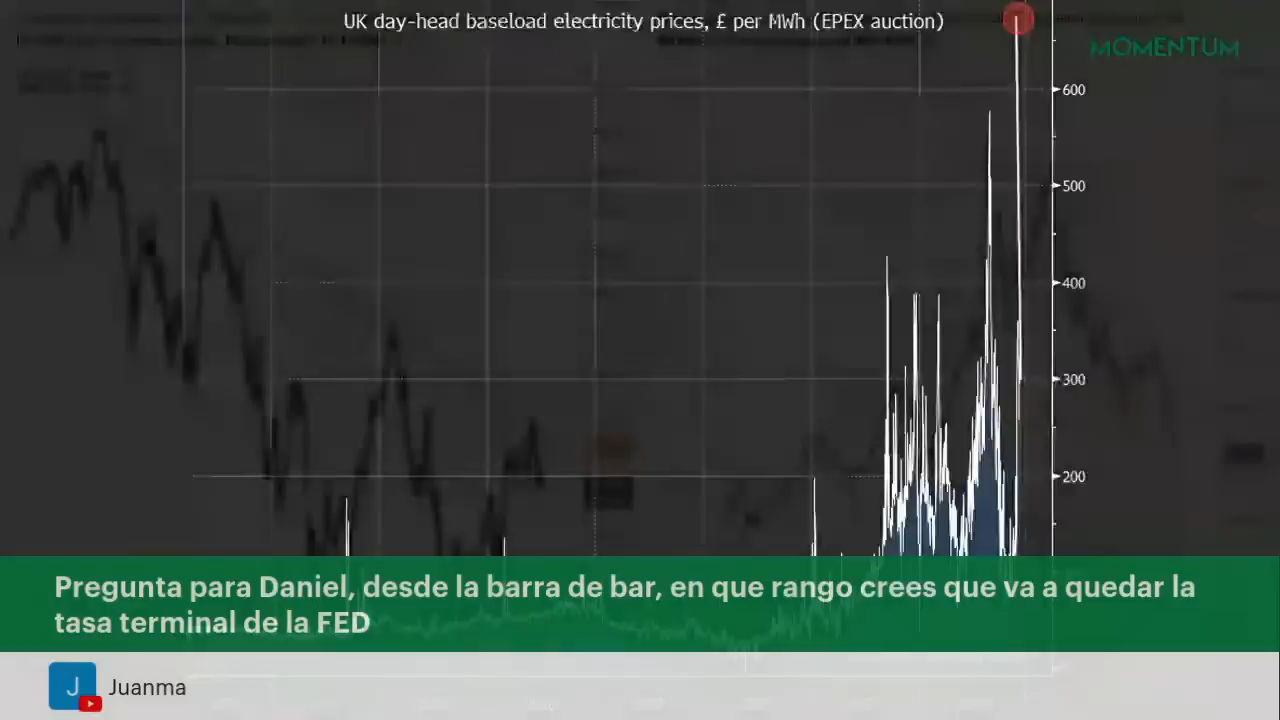 UK day-head baseload electricity prices, £ per MWh (EPEX auction)
MOMENTUM
600
500
400
300
200
Pregunta para Daniel, desde la barra de bar, en que rango crees que va a quedar la
tasa terminal de la FED
J
Juanma